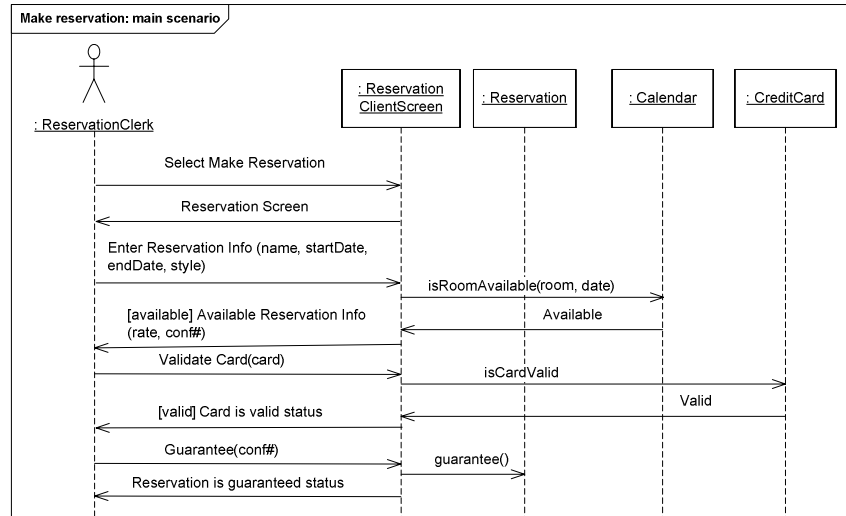 Make reservation: main scenario
: ReservationClerk
: Reservation
ClientScreen
: Reservation
: Calendar
: CreditCard
Select Make Reservation
Reservation Screen
Enter Reservation Info (name, startDate,
endDate, style)
isRoomAvailable(room, date)
[available] Available Reservation Info
(rate, conf#)
Available
Validate Card(card)
isCardValid
Valid
[valid] Card is valid status
Guarantee(conf#)
guarantee()
Reservation is guaranteed status